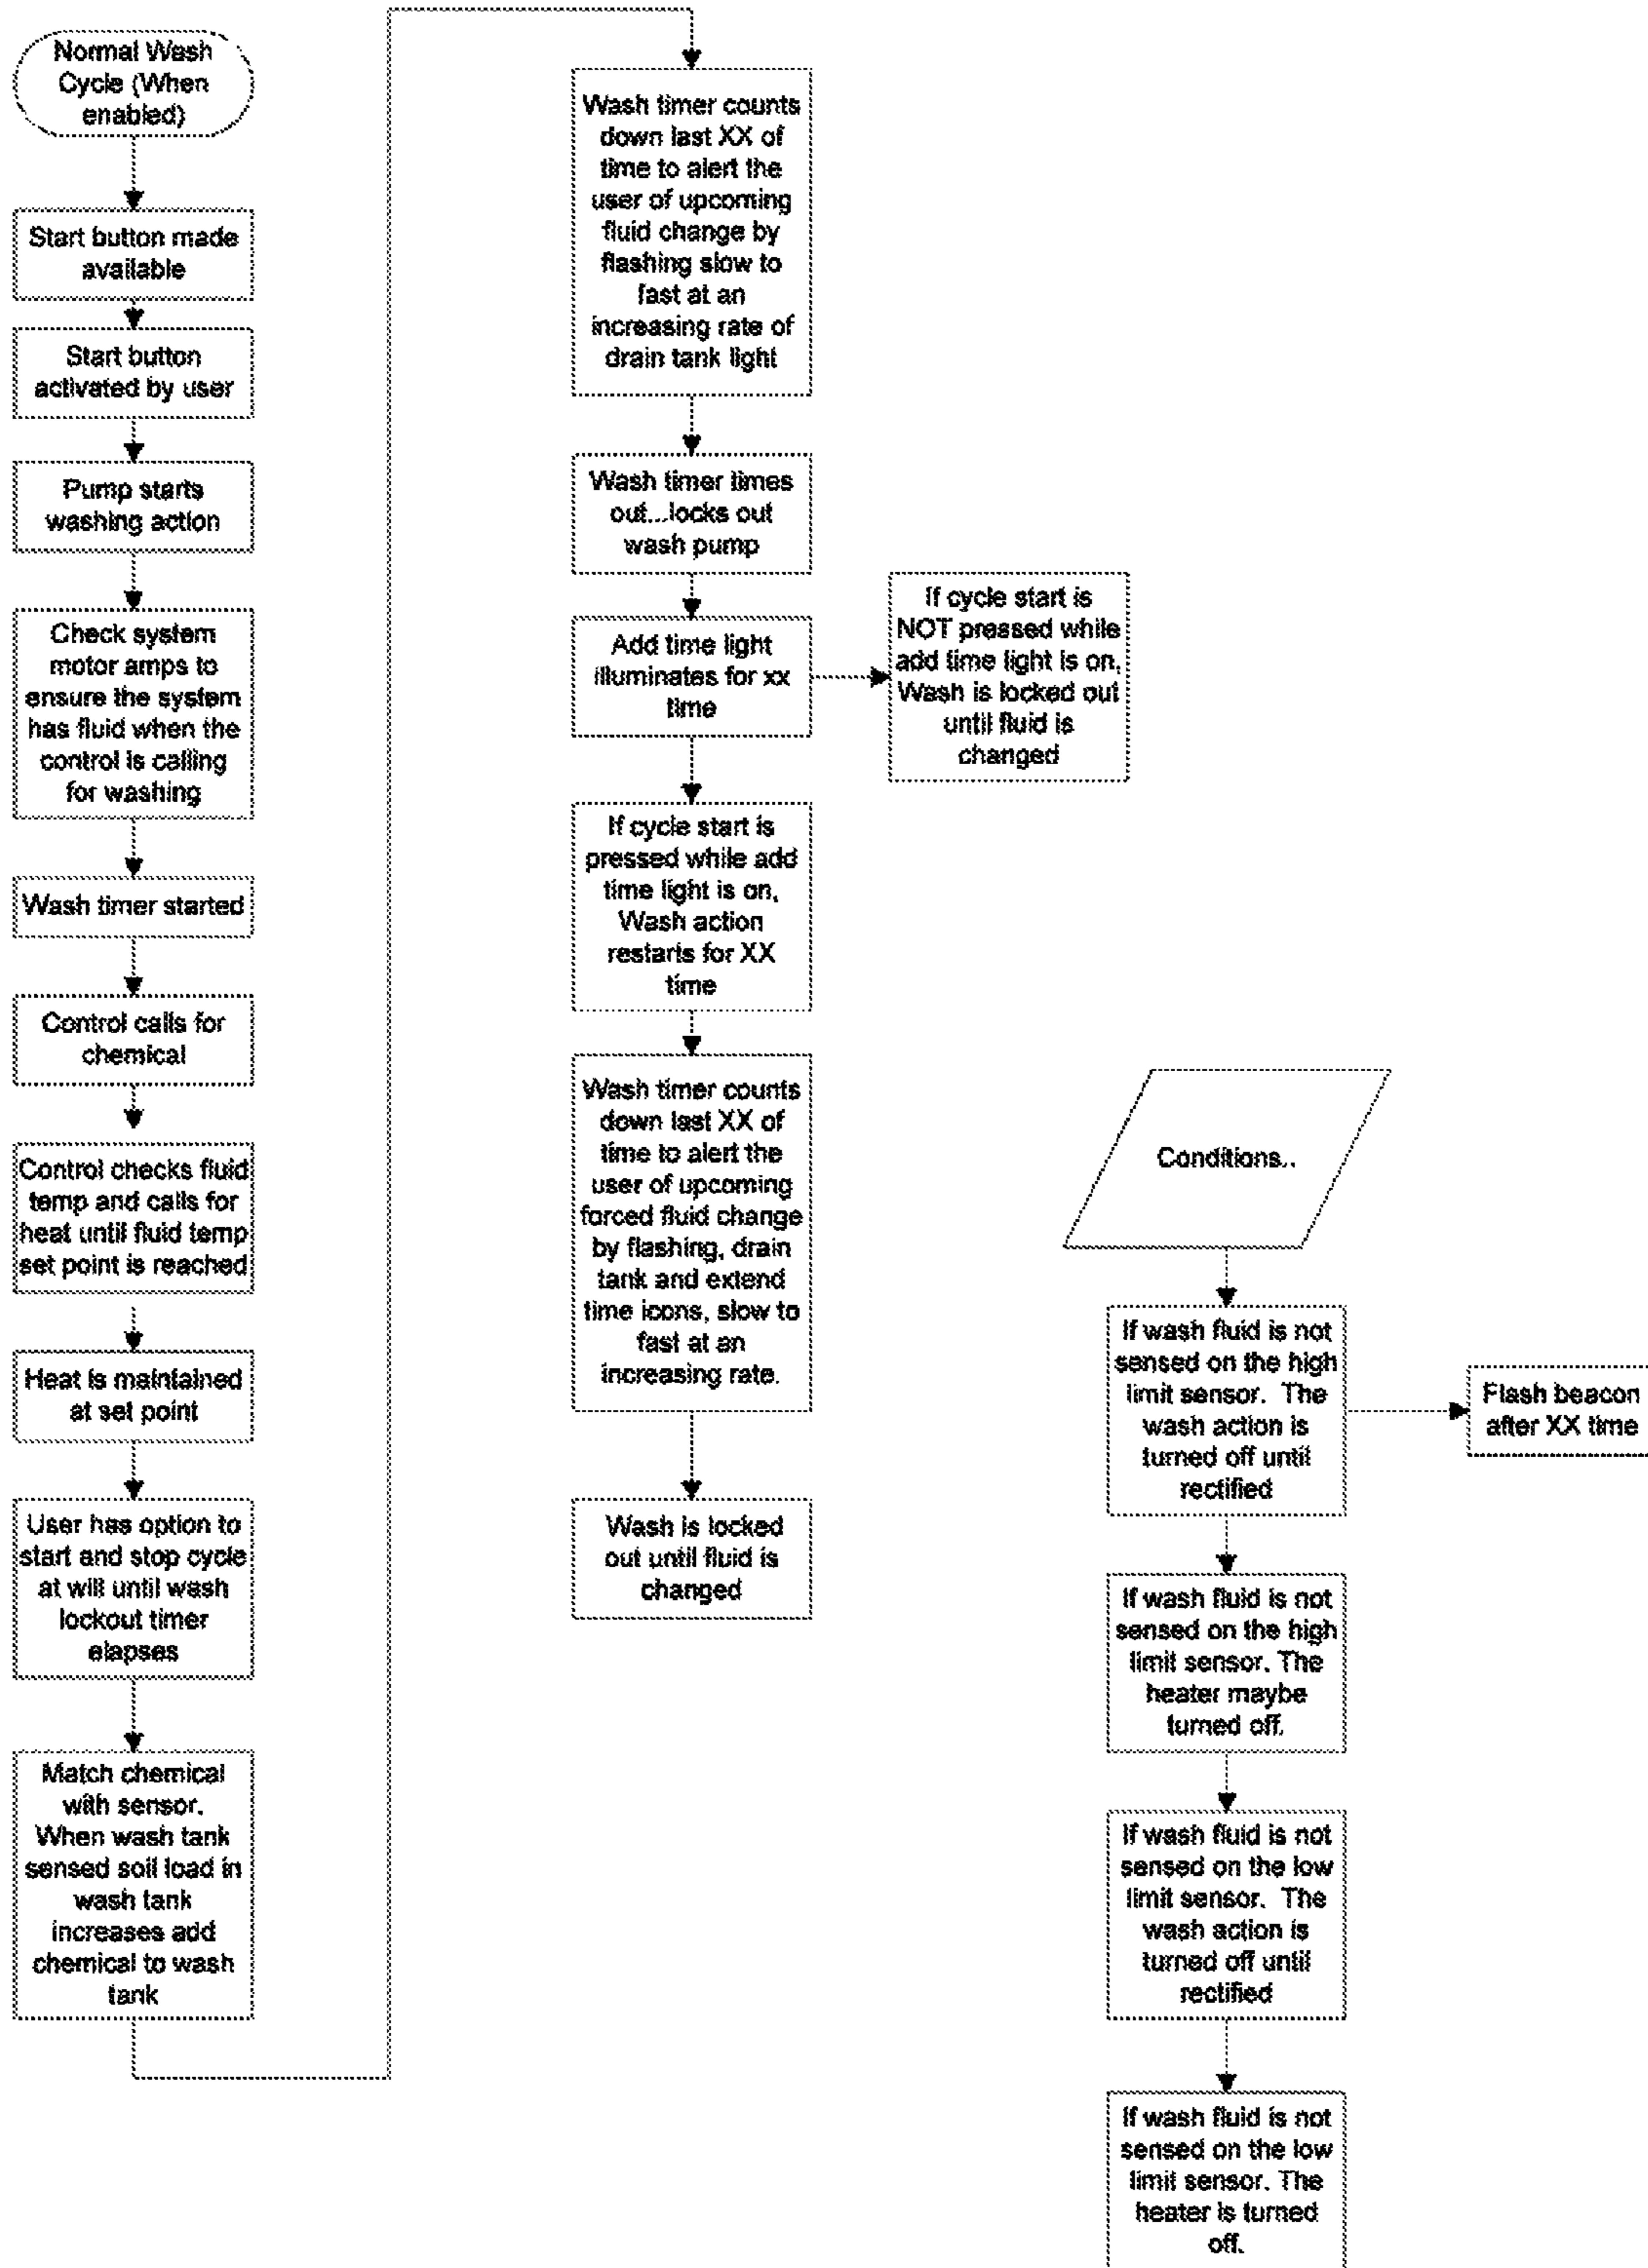 Normal Wash
Cycle (When
enabled)
Start button made
available
Start button
activated by user
Pump starts
washing action
Check system
motor amps to
ensure the system
has fluid when the
control is calling
for washing
Wash timer started
Control calls for
chemical
Control checks fluid
temp and calls for
heat until fluid temp
set point is reached
Heat is maintained
at set point
User has option to
start and stop cycle
at will until wash
lockout timer
elapses
Match chemical
with sensor.
When wash tank
sensed soil load in
wash tank
increases add
chemical to wash
tank
Wash timer counts
down last XX of
time to alert the
user of upcoming
fluid change by
flashing slow to
fast at an
increasing rate of
drain tank light
Wash timer times
out...locks out
wash pump
Add time light
illuminates for xx
time
If cycle start is
NOT pressed while
add time light is on,
Wash is locked out
until fluid is
changed
If cycle start is
pressed while add
time light is on,
Wash action
restarts for XX
time
Wash timer counts
down last XX of
time to alert the
user of upcoming
forced fluid change
by flashing, drain
tank and extend
time icons, slow to
fast at an
increasing rate.
Wash is locked
out until fluid is
changed
Conditions..
If wash fluid is not
sensed on the high
limit sensor. The
wash action is
turned off until
rectified
Flash beacon
after XX time
If wash fluid is not
sensed on the high
limit sensor. The
heater maybe
turned off.
If wash fluid is not
sensed on the low
limit sensor. The
wash action is
turned off until
rectified
If wash fluid is not
sensed on the low
limit sensor. The
heater is turned
off.